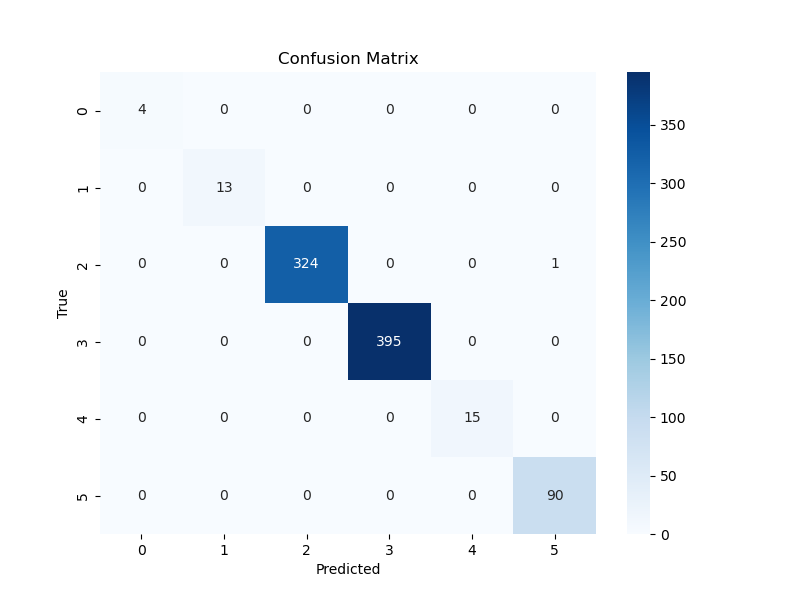 Confusion Matrix
True
0 4 0 0 0 0 0
1 0 13 0 0 0 0
2 0 0 324 0 0 1
3 0 0 0 395 0 0
4 0 0 0 0 15 0
5 0 0 0 0 0 90
0 1 2 3 4 5
Predicted
350
300
250
200
150
100
50
0